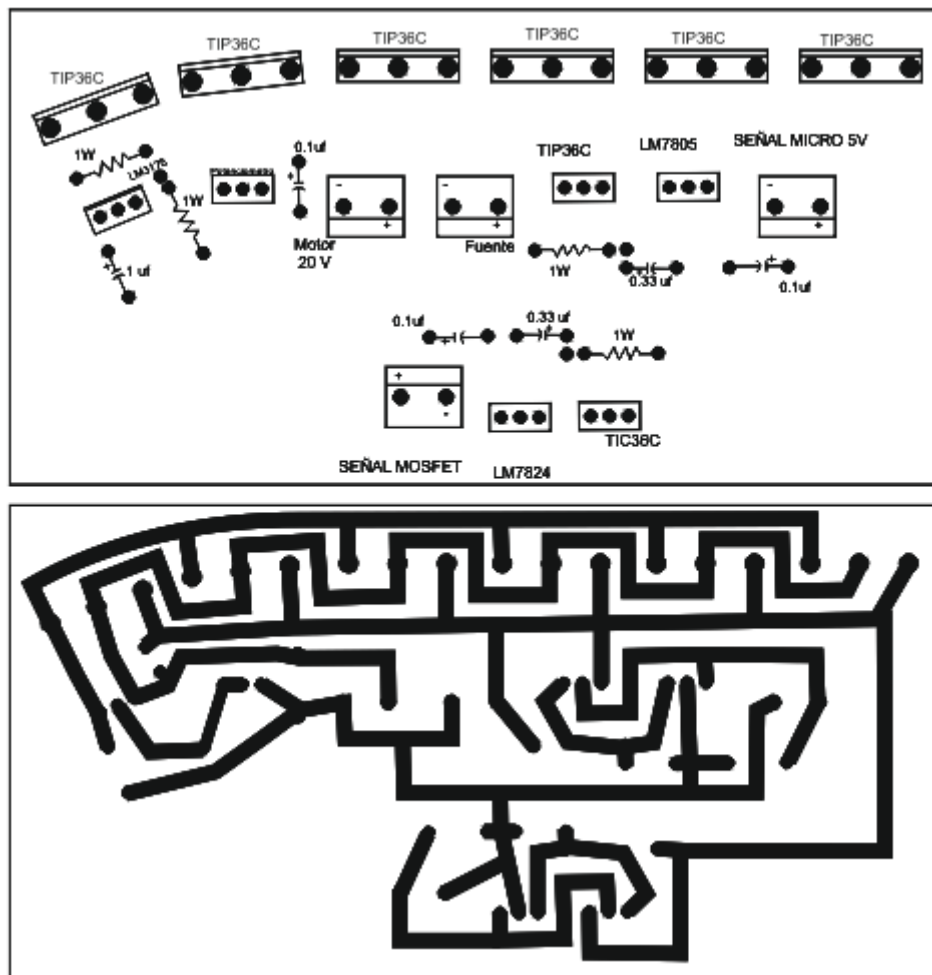 TIP36C
TIP36C
TIP36C
TIP36C
TIP36C
TIP36C
1W
0.1uf
TIP36C
LM7805
SEÑAL MICRO 5V
1W
-
-
-
+
+
+
Motor
20 V
Fuente
1 uf
1W
0.33 uf
0.1uf
0.1uf
0.33 uf
1W
+
-
TIC36C
SEÑAL MOSFET
LM7824